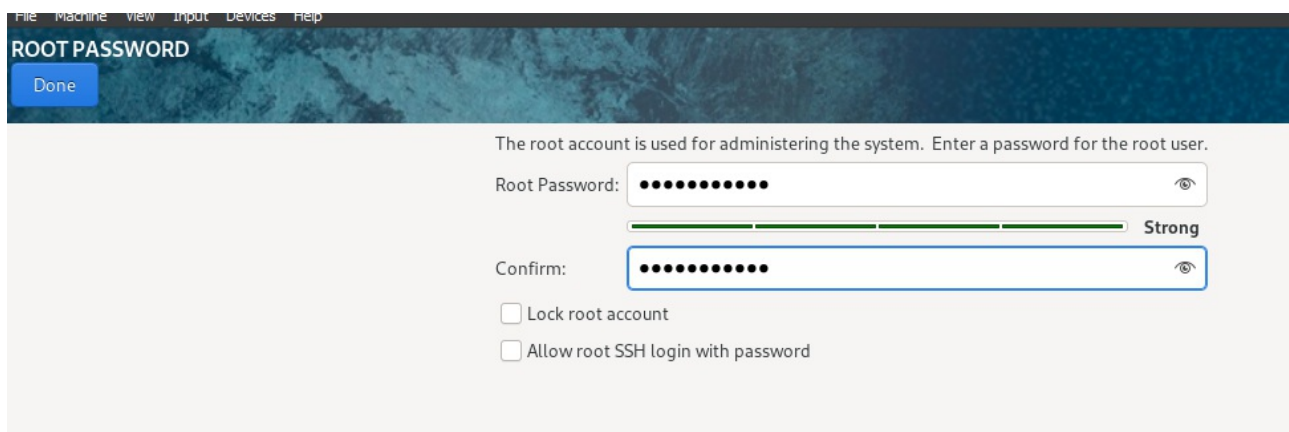 File Machine View Input Devices Help
ROOT PASSWORD
Done
The root account is used for administering the system. Enter a password for the root user.
Root Password: ●●●●●●●●●●●
Strong
Confirm: ●●●●●●●●●●●
Lock root account
Allow root SSH login with password